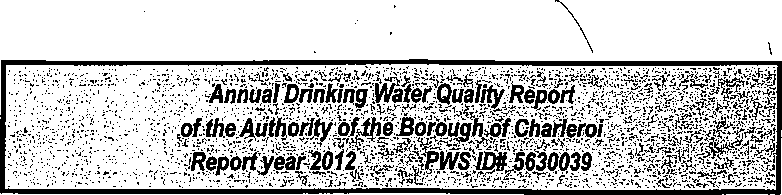 Annual Drinking Water Quality Report
of the Authority of the Borough of Charleroi
Report year 2012 PWS ID# 5630039